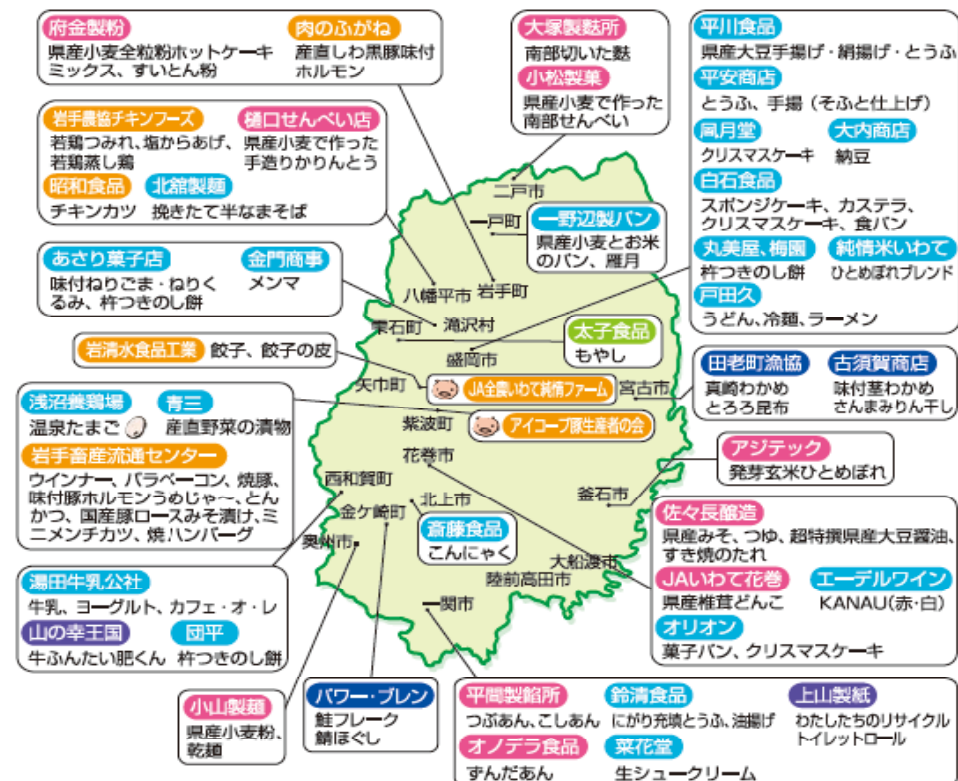 府金製粉
県産小麦全粒粉ホットケーキ
ミックス、すいとん粉
肉のふがね
産直しわ黒豚味付
ホルモン
大塚製麩所
南部切いた麩
小松製菓
県産小麦で作った
南部せんべい
平川食品
県産大豆手揚げ・絹揚げ・とうふ
平安商店
とうふ、手揚（そふと仕上げ）
風月堂
クリスマスケーキ
大内商店
納豆
白石食品
スポンジケーキ、カステラ、
クリスマスケーキ、食パン
丸美屋、梅園
杵つきのし餅
純情米いわて
ひとめぼれブレンド
戸田久
うどん、冷麺、ラーメン
岩手農協チキンフーズ
若鶏つみれ、塩からあげ、
若鶏蒸し鶏
樋口せんべい店
県産小麦で作った
手造りかりんとう
昭和食品
チキンカツ
北舘製麺
挽きたて半なまそば
二戸市
一戸町
一野辺製パン
県産小麦とお米
のパン、雁月
あさり菓子店
味付ねりごま・ねりく
るみ、杵つきのし餅
金門商事
メンマ
八幡平市
岩手町
雫石町
滝沢村
盛岡市
太子食品
もやし
岩清水食品工業
餃子、餃子の皮
矢巾町
JA全農いわて純情ファーム
宮古市
田老町漁協
真崎わかめ
とろろ昆布
古須賀商店
味付茎わかめ
さんまみりん干し
浅沼養鶏場
温泉たまご
青三
産直野菜の漬物
岩手畜産流通センター
ウインナー、バラベーコン、焼豚、
味付豚ホルモンうめじゃ～、とん
かつ、国産豚ロースみそ漬け、ミ
ニメンチカツ、焼ハンバーグ
紫波町
アイコープ豚生産者の会
花巻市
アジテック
発芽玄米ひとめぼれ
西和賀町
北上市
金ケ崎町
釜石市
奥州市
斎藤食品
こんにゃく
大船渡市
陸前高田市
一関市
佐々長醸造
県産みそ、つゆ、超特撰県産大豆醤油、
すき焼のたれ
JAいわて花巻
県産椎茸どんこ
エーデルワイン
KANAU(赤・白)
オリオン
菓子パン、クリスマスケーキ
湯田牛乳公社
牛乳、ヨーグルト、カフェ・オ・レ
山の幸王国
牛ふんたい肥くん
団平
杵つきのし餅
小山製麺
県産小麦粉、
乾麺
パワー・ブレン
鮭フレーク
鯖ほぐし
平間製餡所
つぶあん、こしあん
鈴清食品
にがり充填とうふ、油揚げ
上山製紙
わたしたちのリサイクル
トイレットロール
オノデラ食品
ずんだあん
菜花堂
生シュークリーム